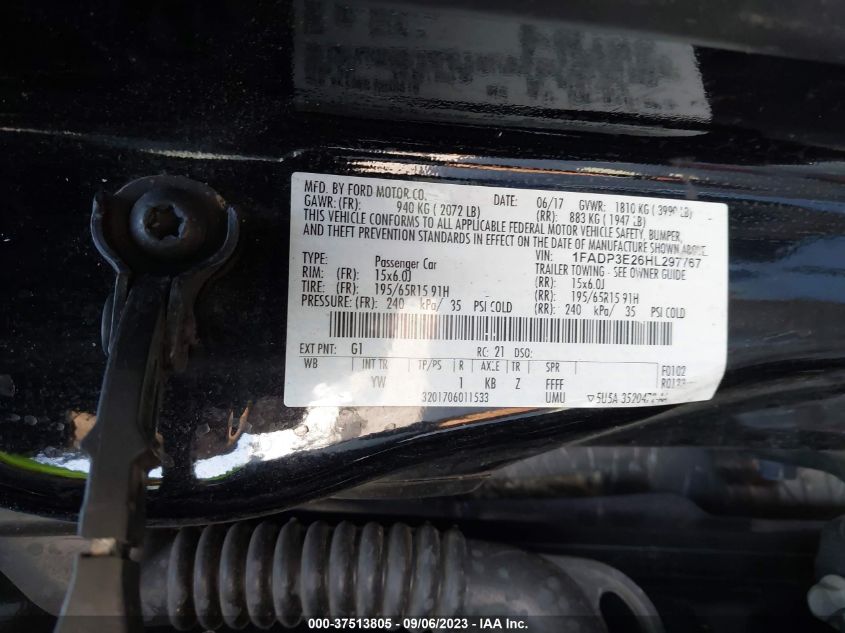 MFD. BY FORD MOTOR CO. DATE: 06/17 GVWR: 1810 KG ( 3990 LB)
GAWR: (FR): 940 KG ( 2072 LB) (RR): 883 KG ( 1947 LB)
THIS VEHICLE CONFORMS TO ALL APPLICABLE FEDERAL MOTOR VEHICLE SAFETY, BUMPER,
AND THEFT PREVENTION STANDARDS IN EFFECT ON THE DATE OF MANUFACTURE SHOWN ABOVE.
VIN: 1FADP3E26HL297767
TYPE: Passenger Car TRAILER TOWING - SEE OWNER GUIDE
RIM: (FR) 15x6.0J (RR): 15x6.0J
TIRE: (FR) 195/65R15 91H (RR): 195/65R15 91H
PRESSURE: (FR): 240 kPa/ 35 PSI COLD (RR): 240 kPa/ 35 PSI COLD
EXT PNT: G1 RC: 21 DSO:
WB INT TR TP/PS R AXLE TR SPR F0102
YW 1 KB Z FFFF
3201706011533 UMU ▽5U5A
000-37513805 - 09/06/2023 - IAA Inc.